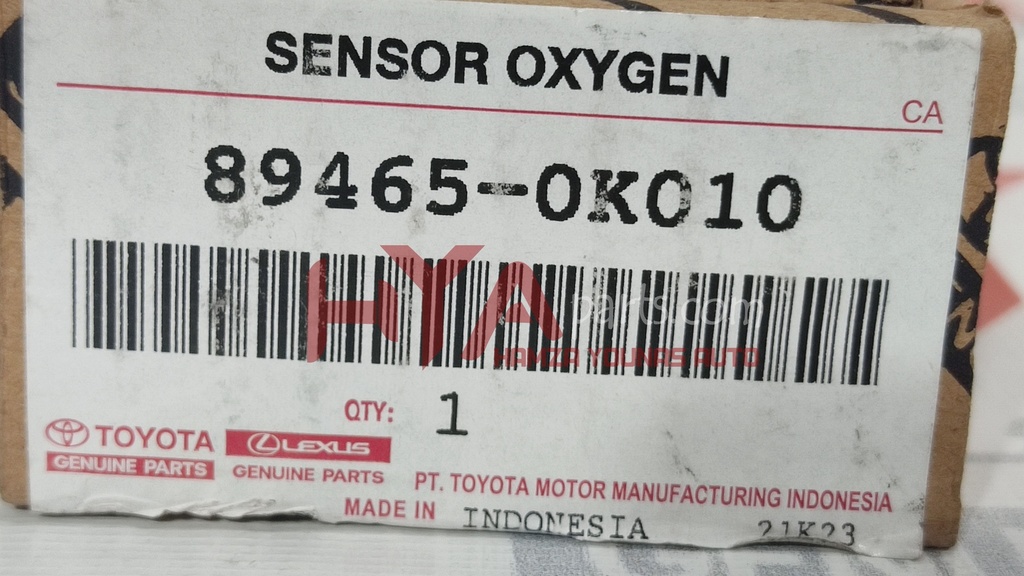 SENSOR OXYGEN
CA
89465-0K010
HYA parts.com
HAMZA YOUNAS AUTO
QTY: 1
TOYOTA LEXUS
GENUINE PARTS GENUINE PARTS
PT. TOYOTA MOTOR MANUFACTURING INDONESIA
MADE IN INDONESIA 21K23